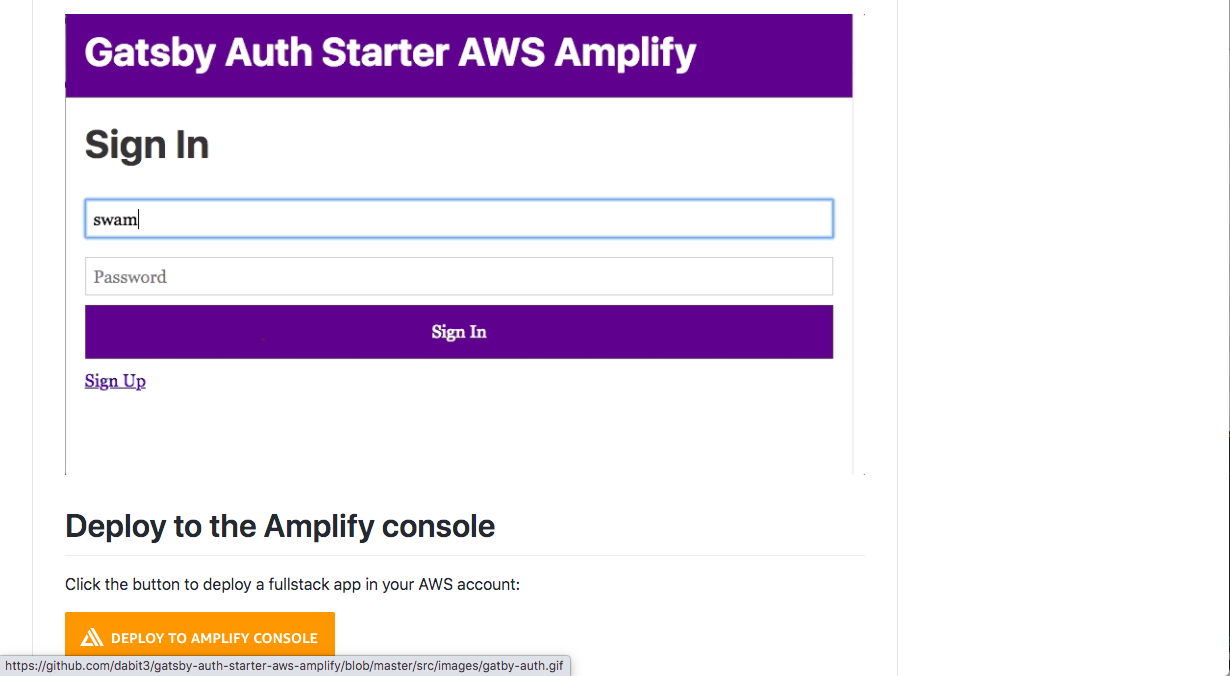 Gatsby Auth Starter AWS Amplify
Sign In
swam
Password
Sign In
Sign Up
Deploy to the Amplify console
Click the button to deploy a fullstack app in your AWS account:
DEPLOY TO AMPLIFY CONSOLE
https://github.com/dabit3/gatsby-auth-starter-aws-amplify/blob/master/src/images/gatby-auth.gif